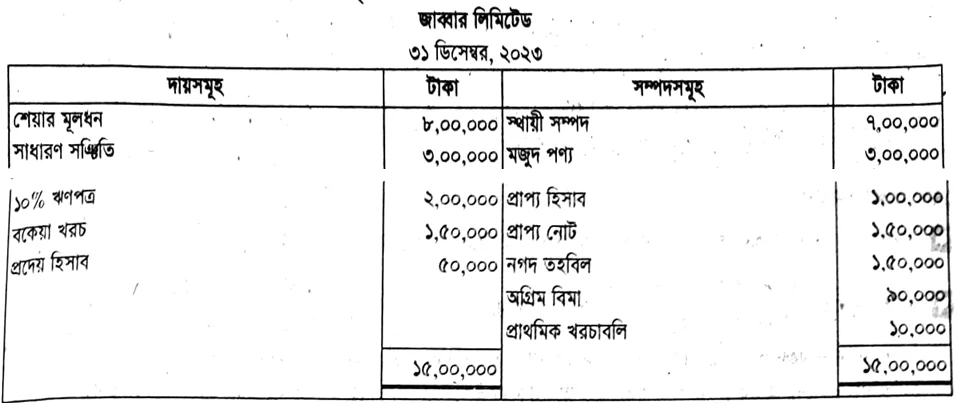 জাব্বার লিমিটেড
৩১ ডিসেম্বর, ২০২৩
দায়সমূহ টাকা সম্পদসমূহ টাকা
শেয়ার মূলধন ৮,০০,০০০ স্থায়ী সম্পদ ৭,০০,০০০
সাধারণ সঞ্চিতি ৩,০০,০০০ মজুদ পণ্য ৩,০০,০০০
১০% ঋণপত্র ২,০০,০০০ প্রাপ্য হিসাব ১,০০,০০০
বকেয়া খরচ ১,৫০,০০০ প্রাপ্য নোট ১,৫০,০০০
প্রদেয় হিসাব ৫০,০০০ নগদ তহবিল ১,৫০,০০০
অগ্রিম বিমা ৯০,০০০
প্রাথমিক খরচাবলি ১০,০০০
১৫,০০,০০০ ১৫,০০,০০০